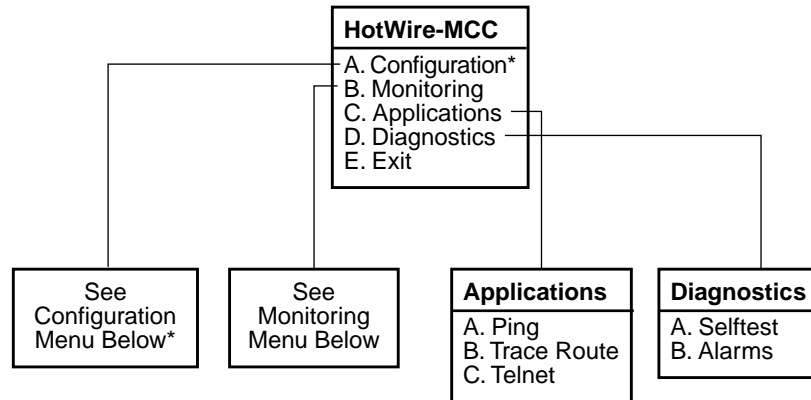 HotWire-MCC
A. Configuration*
B. Monitoring
C. Applications
D. Diagnostics
E. Exit
See
Configuration
Menu Below*
See
Monitoring
Menu Below
Applications
A. Ping
B. Trace Route
C. Telnet
Diagnostics
A. Selftest
B. Alarms